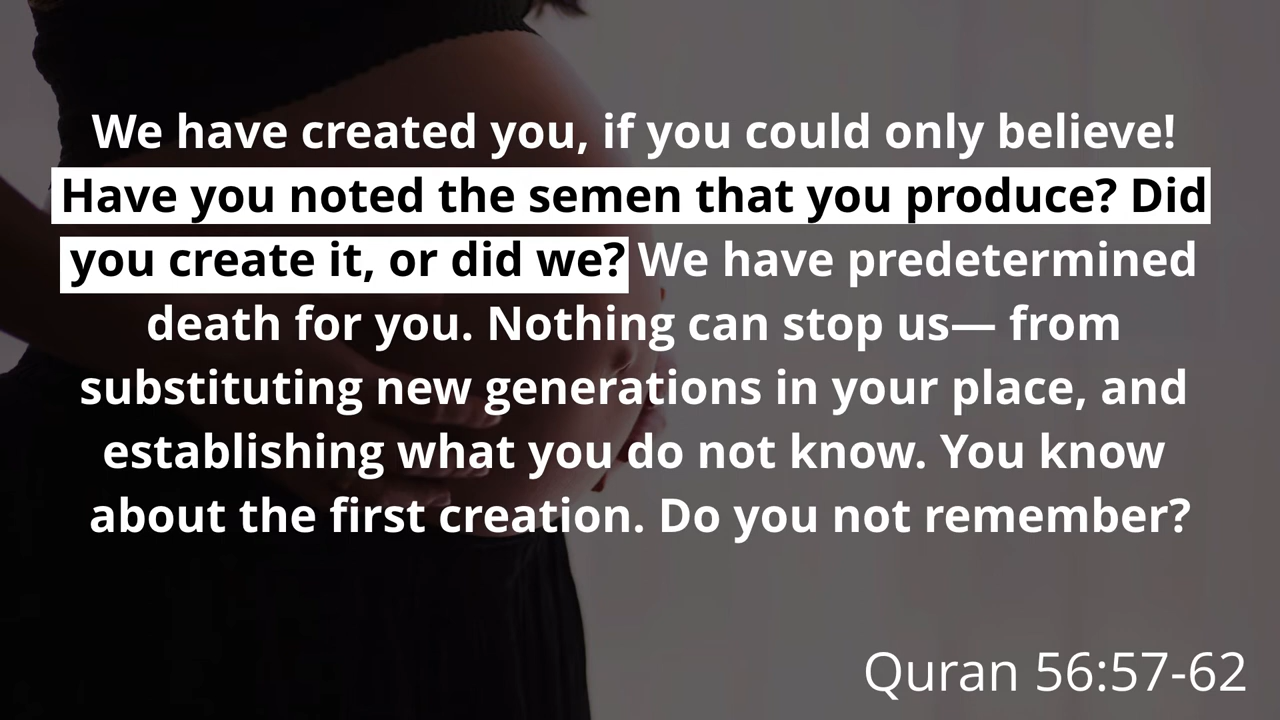 We have created you, if you could only believe!
Have you noted the semen that you produce? Did
you create it, or did we? We have predetermined
death for you. Nothing can stop us— from
substituting new generations in your place, and
establishing what you do not know. You know
about the first creation. Do you not remember?
Quran 56:57-62